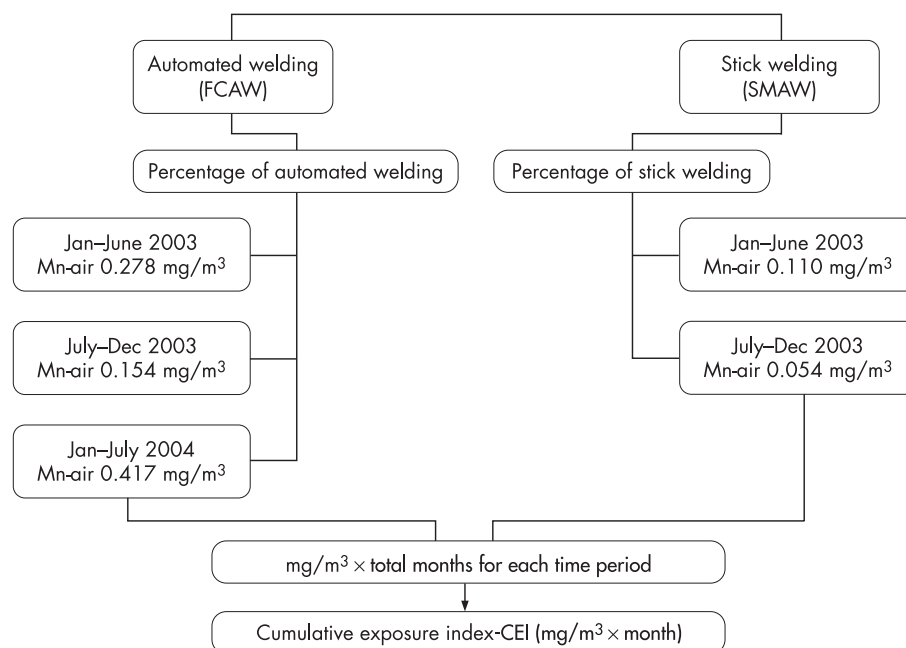 Automated welding
(FCAW)
Stick welding
(SMAW)
Percentage of automated welding
Percentage of stick welding
Jan–June 2003
Mn-air 0.278 mg/m³
Jan–June 2003
Mn-air 0.110 mg/m³
July–Dec 2003
Mn-air 0.154 mg/m³
July–Dec 2003
Mn-air 0.054 mg/m³
Jan–July 2004
Mn-air 0.417 mg/m³
mg/m³ × total months for each time period
Cumulative exposure index-CEI (mg/m³ × month)